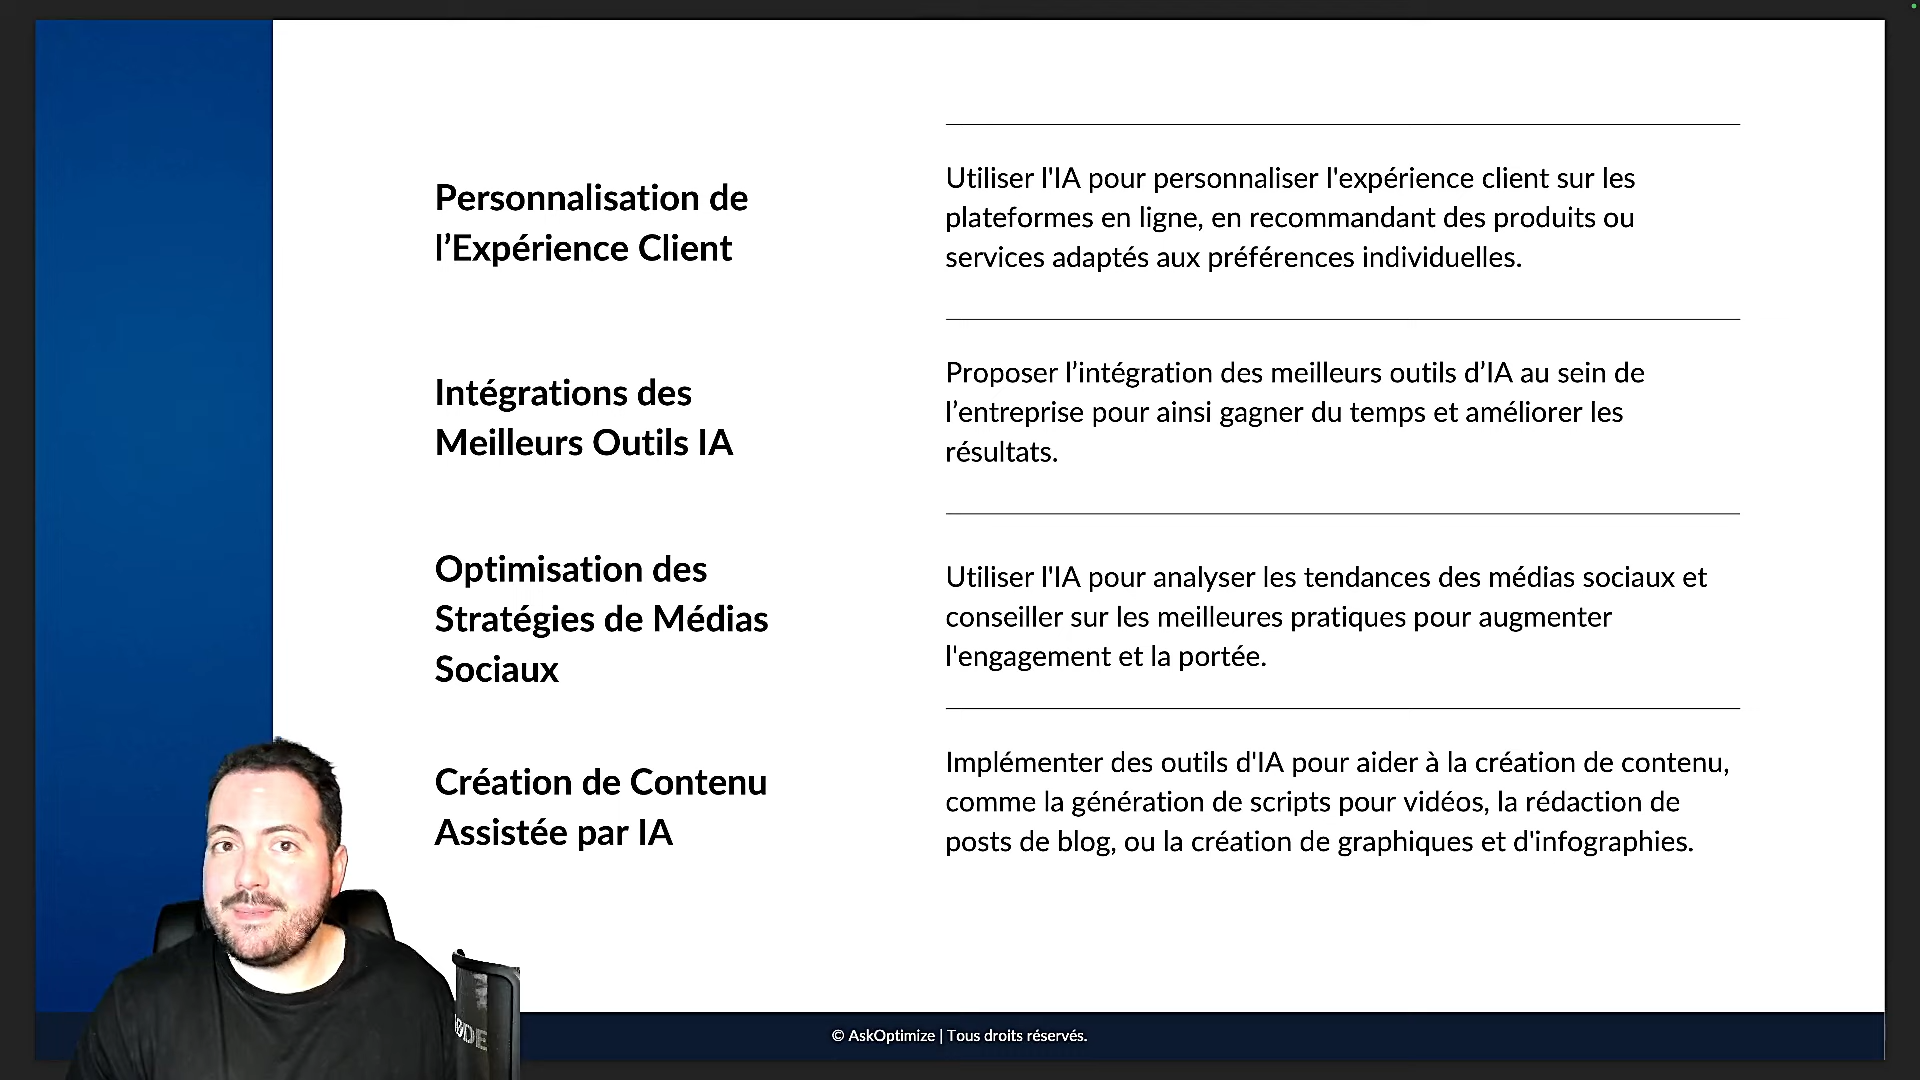 Personnalisation de
l’Expérience Client
Utiliser l'IA pour personnaliser l'expérience client sur les
plateformes en ligne, en recommandant des produits ou
services adaptés aux préférences individuelles.
Intégrations des
Meilleurs Outils IA
Proposer l’intégration des meilleurs outils d’IA au sein de
l’entreprise pour ainsi gagner du temps et améliorer les
résultats.
Optimisation des
Stratégies de Médias
Sociaux
Utiliser l'IA pour analyser les tendances des médias sociaux et
conseiller sur les meilleures pratiques pour augmenter
l'engagement et la portée.
Création de Contenu
Assistée par IA
Implémenter des outils d'IA pour aider à la création de contenu,
comme la génération de scripts pour vidéos, la rédaction de
posts de blog, ou la création de graphiques et d'infographies.
© AskOptimize | Tous droits réservés.